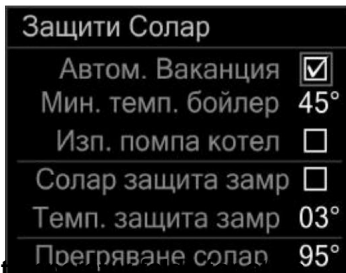 Защити Солар
Автом. Ваканция
Мин. темп. бойлер 45°
Изп. помпа котел
Солар защита замр
Темп. защита замр 03°
Прегряване солар 95°